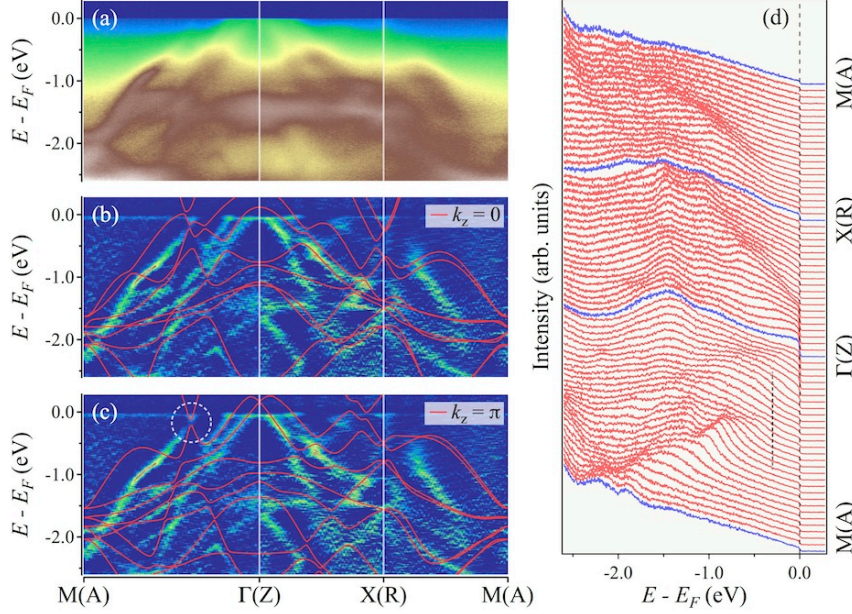 (a)
0.0
-1.0
-2.0
E - E_F (eV)
(b)
k_z = 0
0.0
-1.0
-2.0
E - E_F (eV)
(c)
k_z = π
0.0
-1.0
-2.0
E - E_F (eV)
M(A)
Γ(Z)
X(R)
M(A)
(d)
Intensity (arb. units)
M(A)
X(R)
Γ(Z)
M(A)
-2.0
-1.0
0.0
E - E_F (eV)